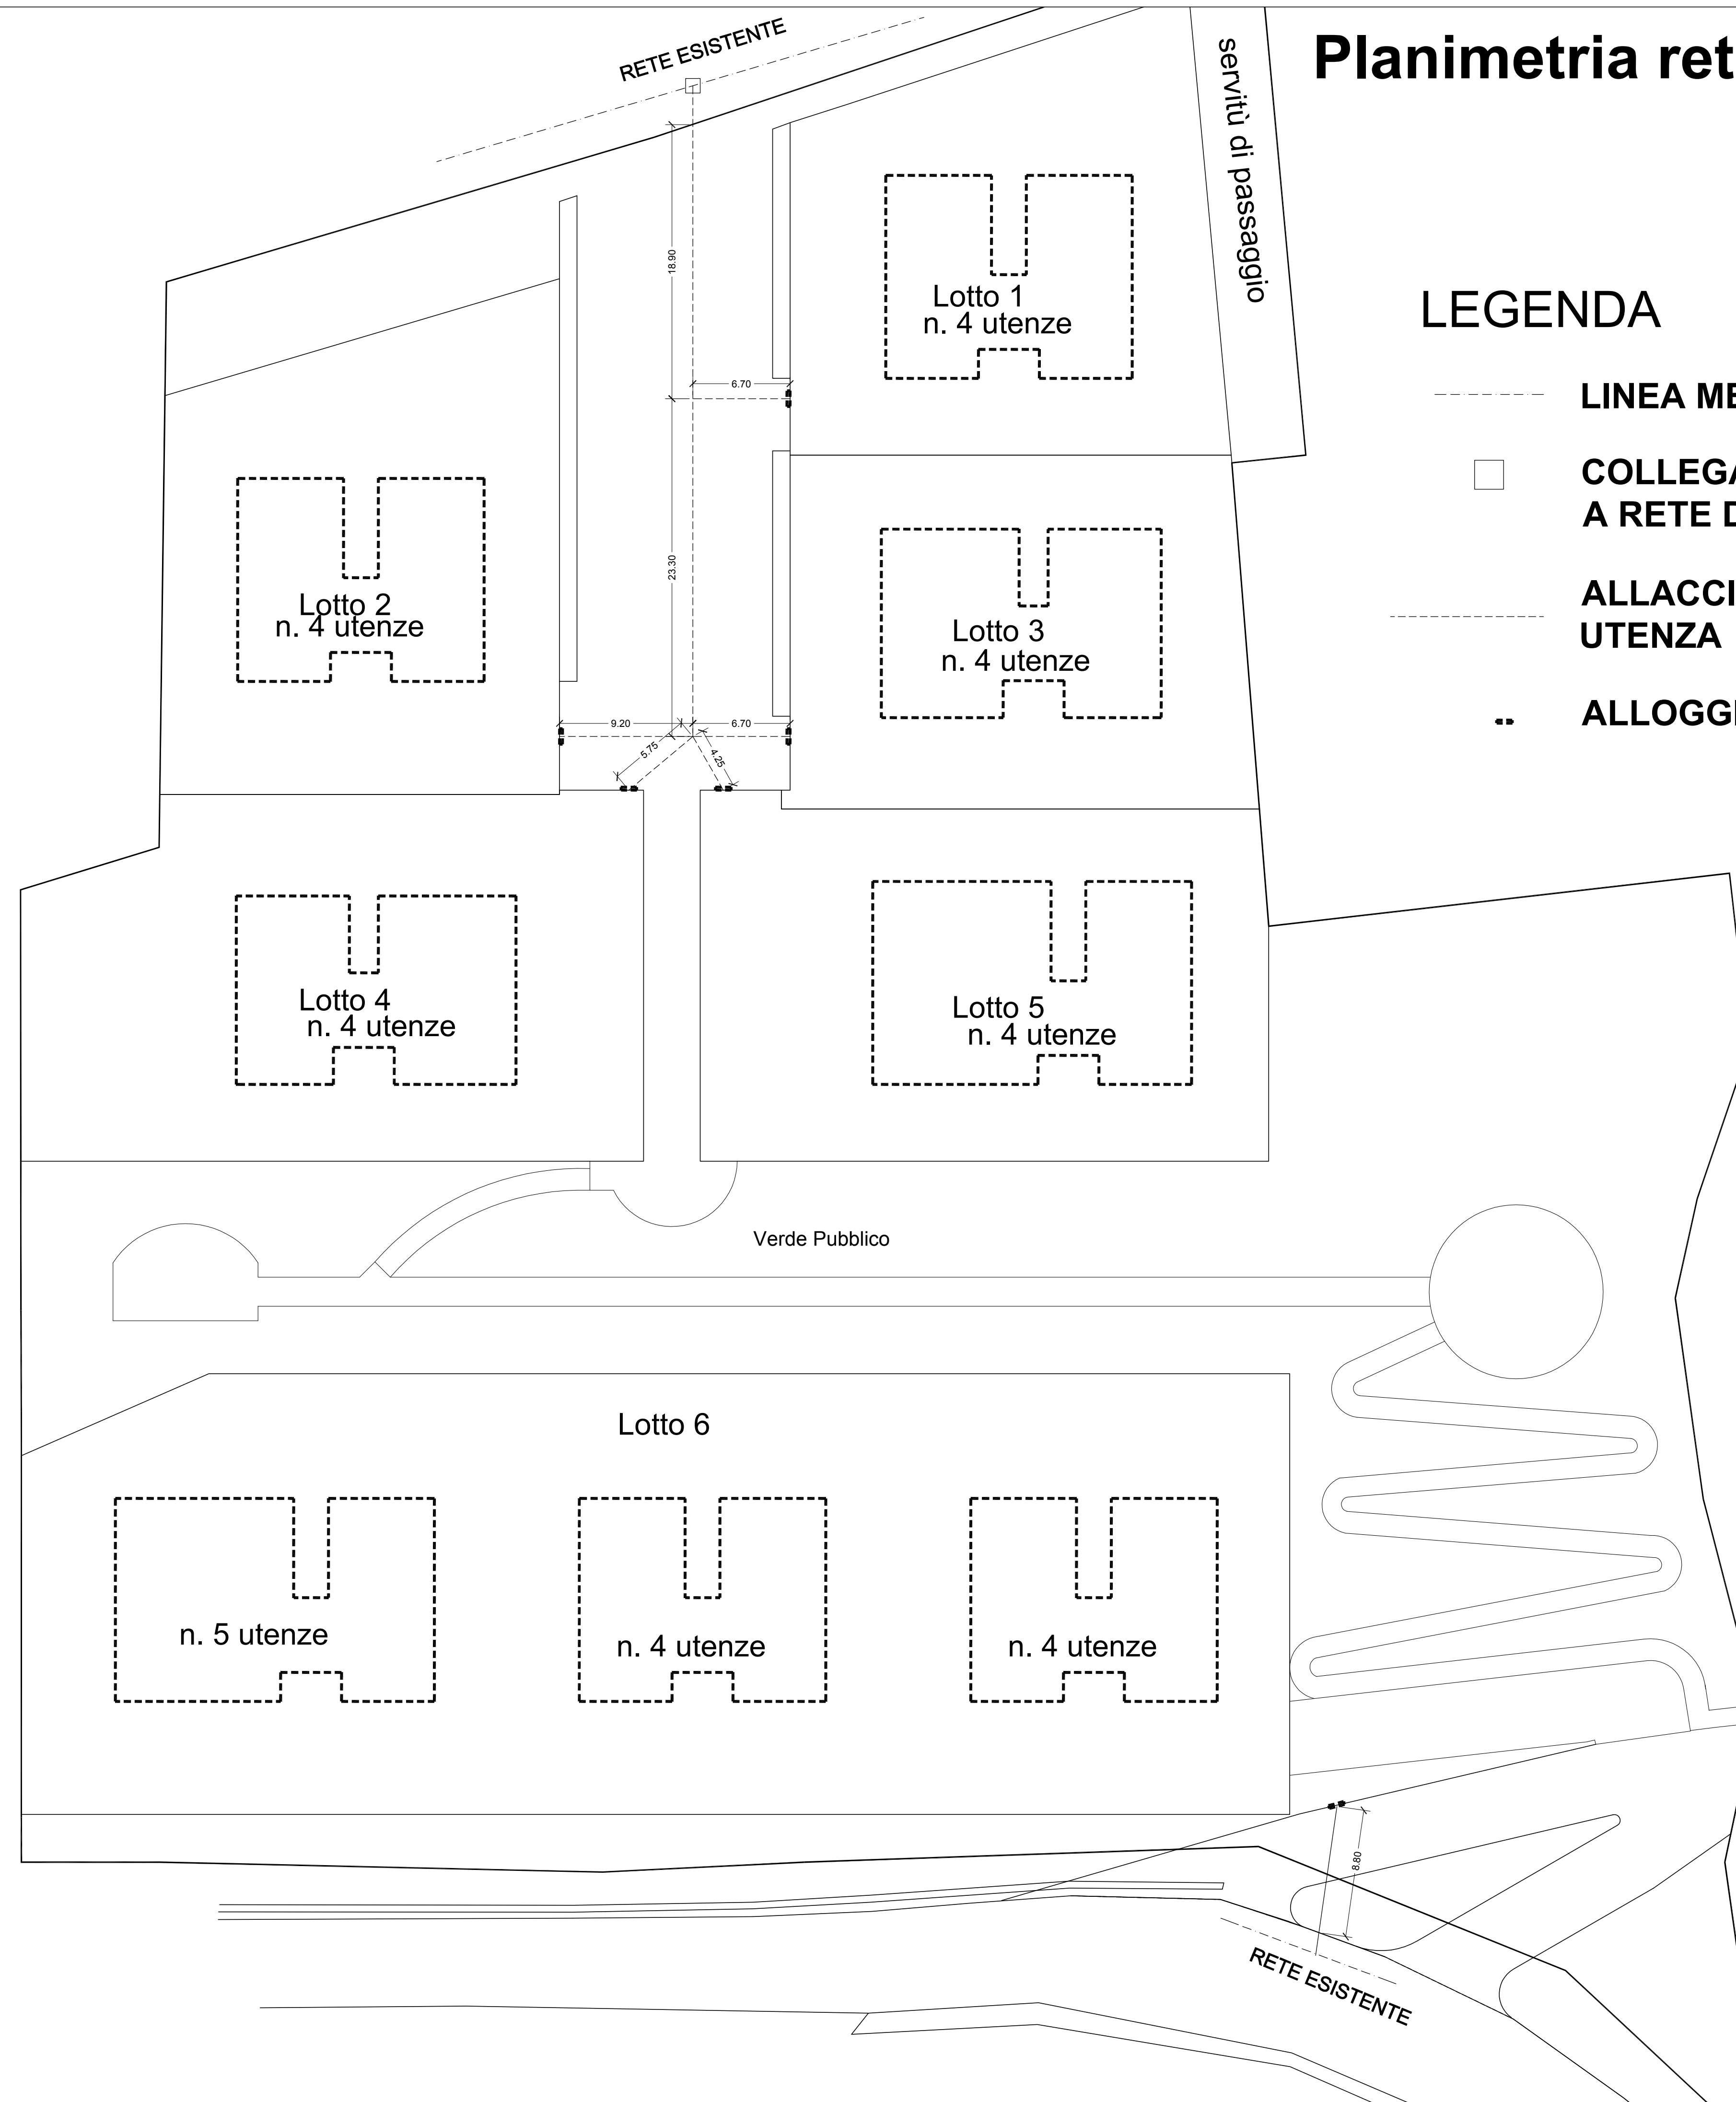 Planimetria ret
RETE ESISTENTE
servitù di passaggio
18.90
Lotto 1
n. 4 utenze
LEGENDA
6.70
LINEA ME
COLLEGA
A RETE D
23.30
ALLACCI
UTENZA
Lotto 2
n. 4 utenze
Lotto 3
n. 4 utenze
ALLOGGI
9.20
6.70
5.75
4.25
Lotto 4
n. 4 utenze
Lotto 5
n. 4 utenze
Verde Pubblico
Lotto 6
n. 5 utenze
n. 4 utenze
n. 4 utenze
8.80
RETE ESISTENTE